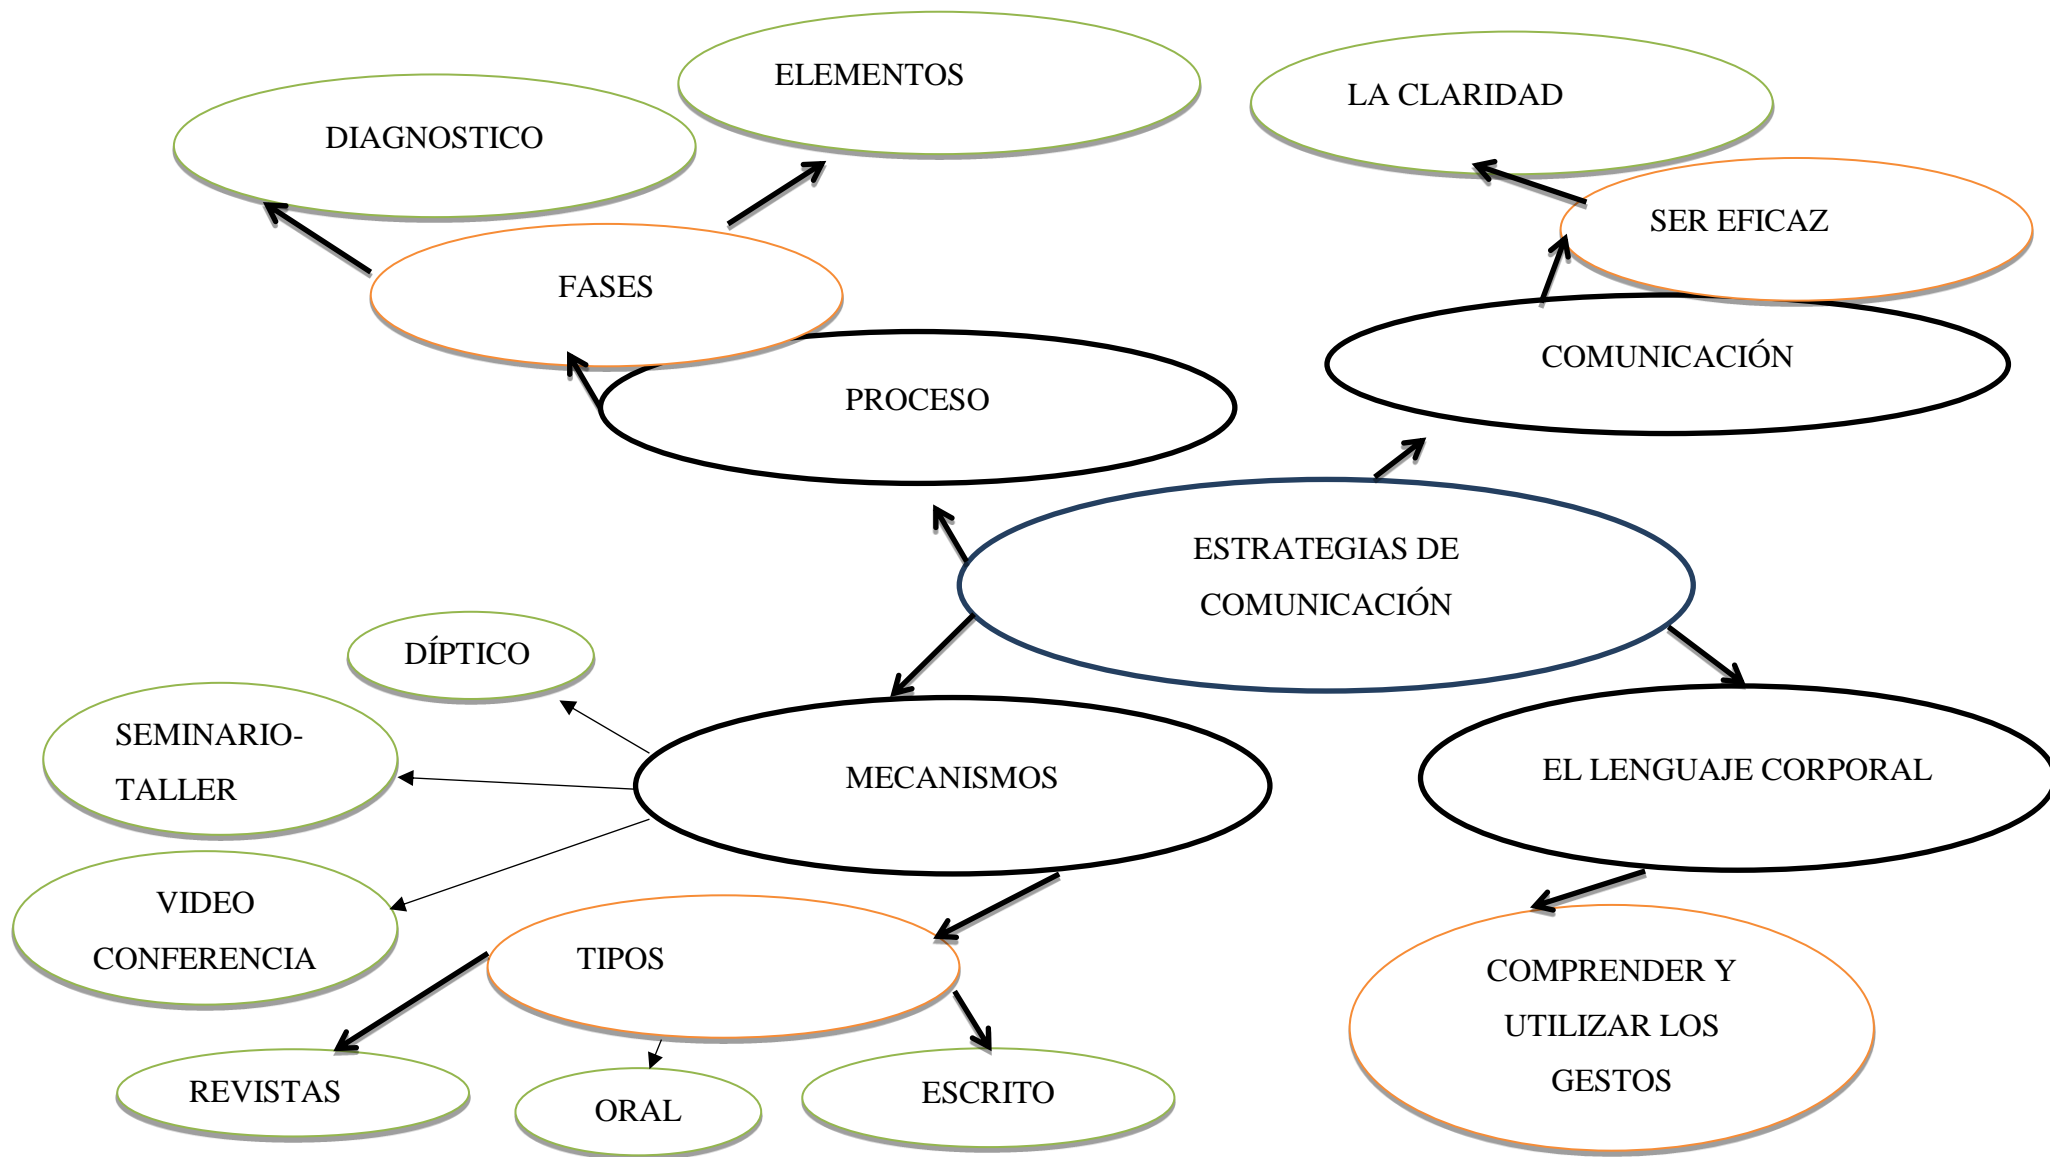 ELEMENTOS
LA CLARIDAD
DIAGNOSTICO
SER EFICAZ
FASES
COMUNICACIÓN
PROCESO
ESTRATEGIAS DE
COMUNICACIÓN
DÍPTICO
SEMINARIO-
TALLER
MECANISMOS
EL LENGUAJE CORPORAL
VIDEO
CONFERENCIA
TIPOS
COMPRENDER Y
UTILIZAR LOS
GESTOS
REVISTAS
ORAL
ESCRITO